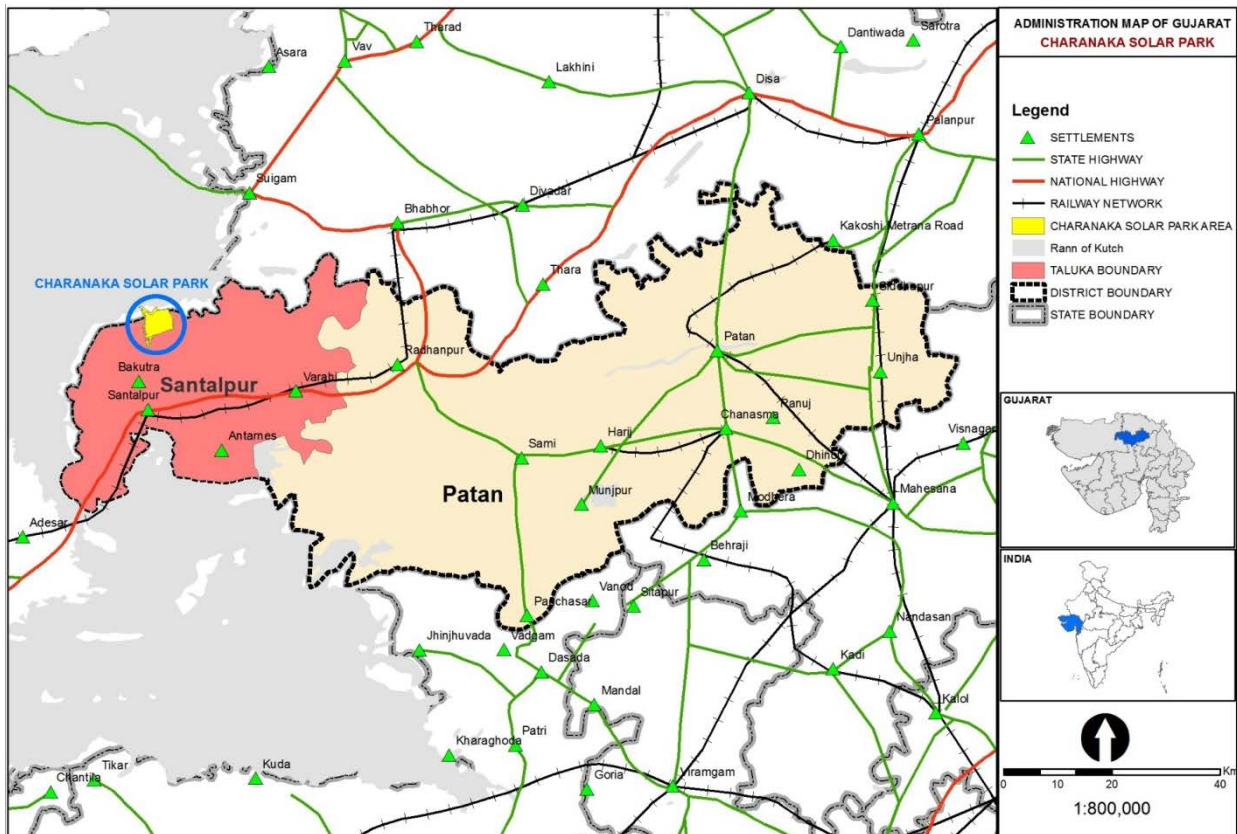 ADMINISTRATION MAP OF GUJARAT
CHARANAKA SOLAR PARK
Legend
SETTLEMENTS
STATE HIGHWAY
NATIONAL HIGHWAY
RAILWAY NETWORK
CHARANAKA SOLAR PARK AREA
Rann of Kutch
TALUKA BOUNDARY
DISTRICT BOUNDARY
STATE BOUNDARY
GUJARAT
INDIA
0 10 20 40 Km
1:800,000
Tharad
Vav
Asara
Lakhini
Dantiwada
Sarotra
Disa
Palanpur
Suigam
Divadar
Bhabhor
Kakoshi Metrana Road
Thara
CHARANAKA SOLAR PARK
Siddhapur
Patan
Radhanpur
Unjha
Bakutra
Santalpur
Varahi
Santalpur
Ranuj
Chanasma
Antarnes
Harij
Visnagar
Sami
Patan
Munjpur
Modhera
Mahesana
Adesar
Behraji
Vanod
Sitapur
Panchasar
Nandasan
Jhinjhuvada
Vadgam
Dasada
Kadi
Mandal
Kalol
Patri
Kharaghoda
Tikar
Chantila
Kuda
Goria
Viramgam